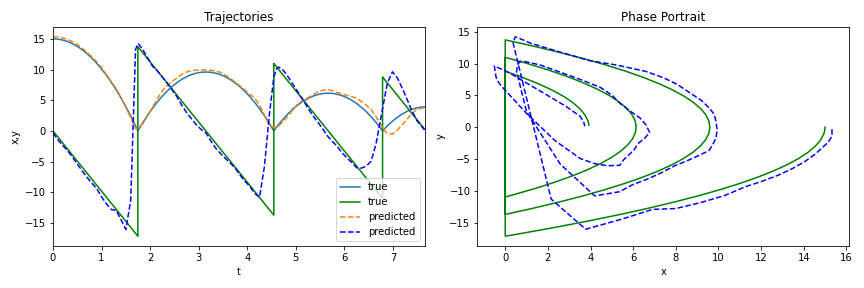 Trajectories
15
10
5
0
−5
−10
−15
x,y
0 1 2 3 4 5 6 7
t
true
true
predicted
predicted
Phase Portrait
15
10
5
0
−5
−10
−15
y
0 2 4 6 8 10 12 14 16
x